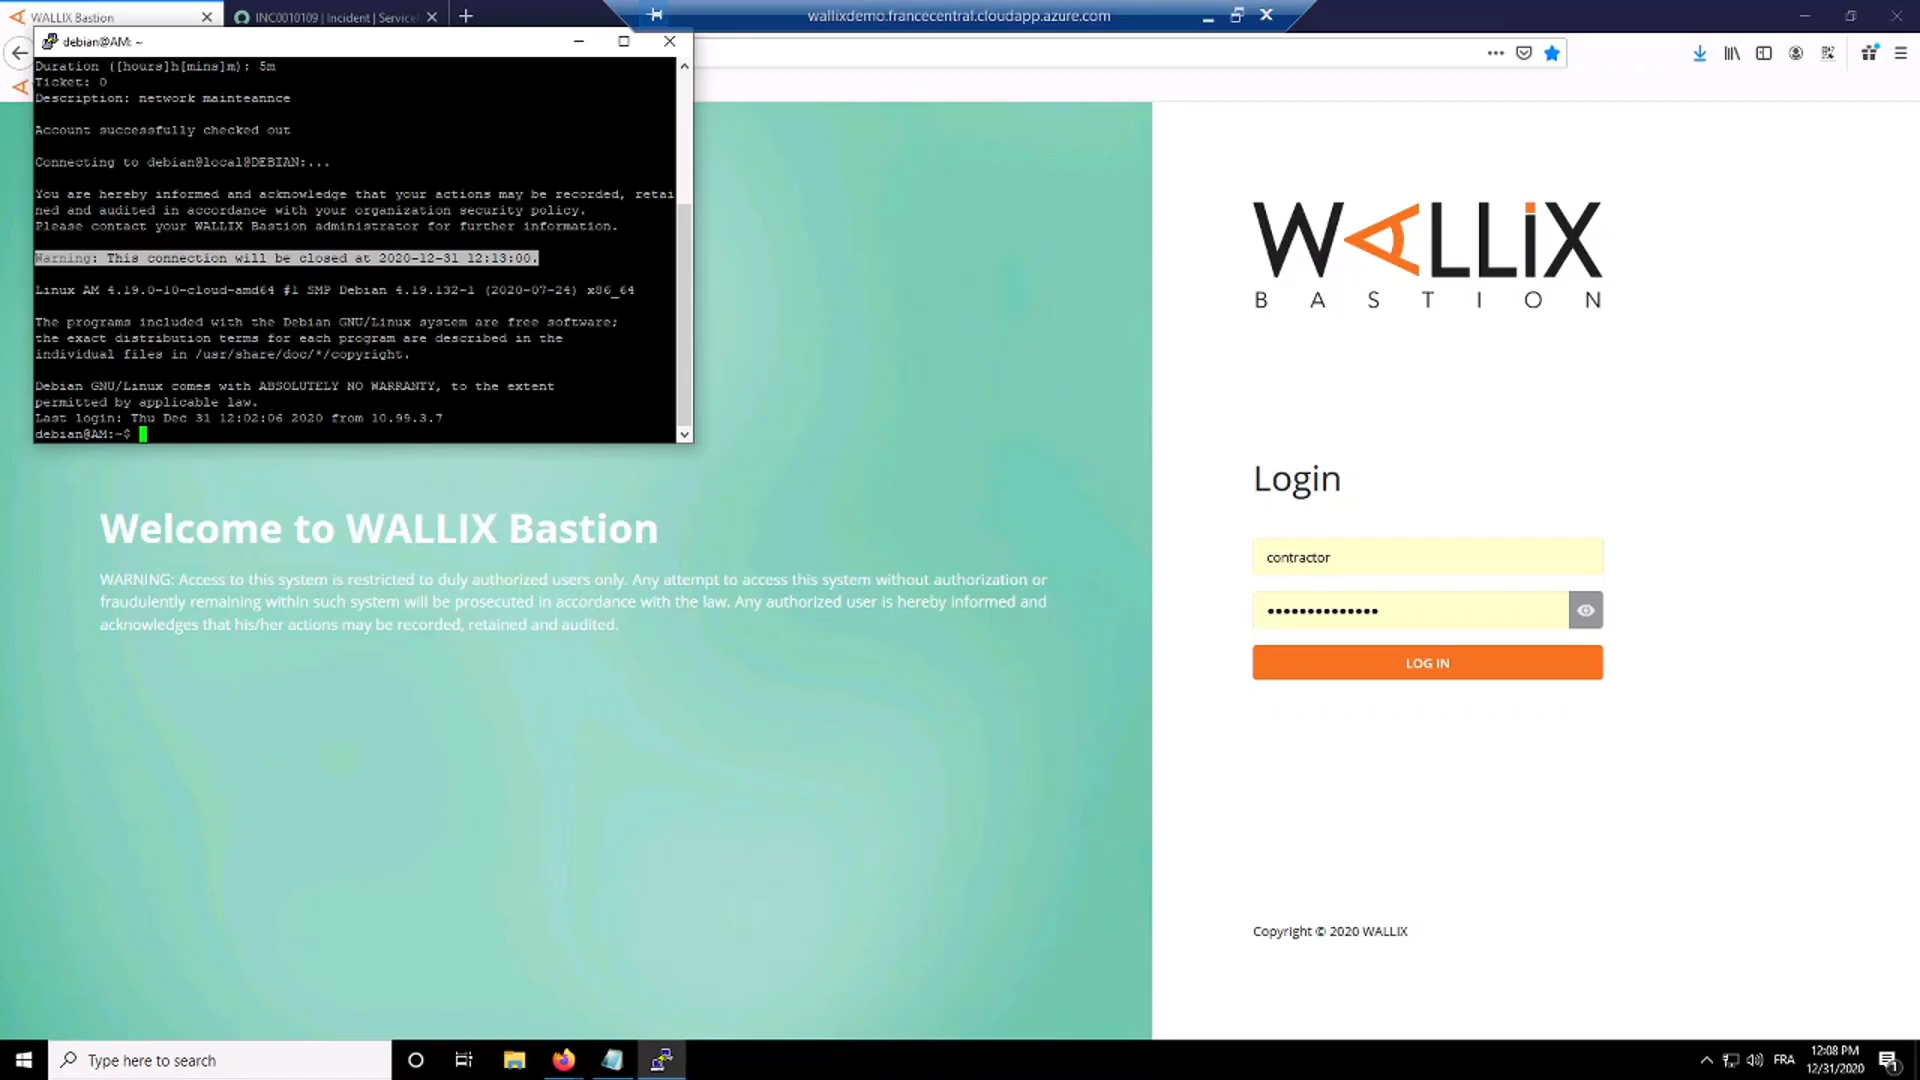 WALLIX Bastion
INC0010109 | Incident | Service
wallixdemo.francecentral.cloudapp.azure.com
debian@AM: ~
Duration ([hours]h[mins]m): 5m
Ticket: 0
Description: network mainteannce
Account successfully checked out
Connecting to debian@local@DEBIAN:...
You are hereby informed and acknowledge that your actions may be recorded, retai
ned and audited in accordance with your organization security policy.
Please contact your WALLIX Bastion administrator for further information.
Warning: This connection will be closed at 2020-12-31 12:13:00.
Linux AM 4.19.0-10-cloud-amd64 #1 SMP Debian 4.19.132-1 (2020-07-24) x86_64
The programs included with the Debian GNU/Linux system are free software;
the exact distribution terms for each program are described in the
individual files in /usr/share/doc/*/copyright.
Debian GNU/Linux comes with ABSOLUTELY NO WARRANTY, to the extent
permitted by applicable law.
Last login: Thu Dec 31 12:02:06 2020 from 10.99.3.7
debian@AM:~$
Welcome to WALLIX Bastion
WARNING: Access to this system is restricted to duly authorized users only. Any attempt to access this system without authorization or
fraudulently remaining within such system will be prosecuted in accordance with the law. Any authorized user is hereby informed and
acknowledges that his/her actions may be recorded, retained and audited.
WALLiX
BASTION
Login
contractor
••••••••••••••
LOG IN
Copyright © 2020 WALLIX
Type here to search
FRA
12:08 PM
12/31/2020
1